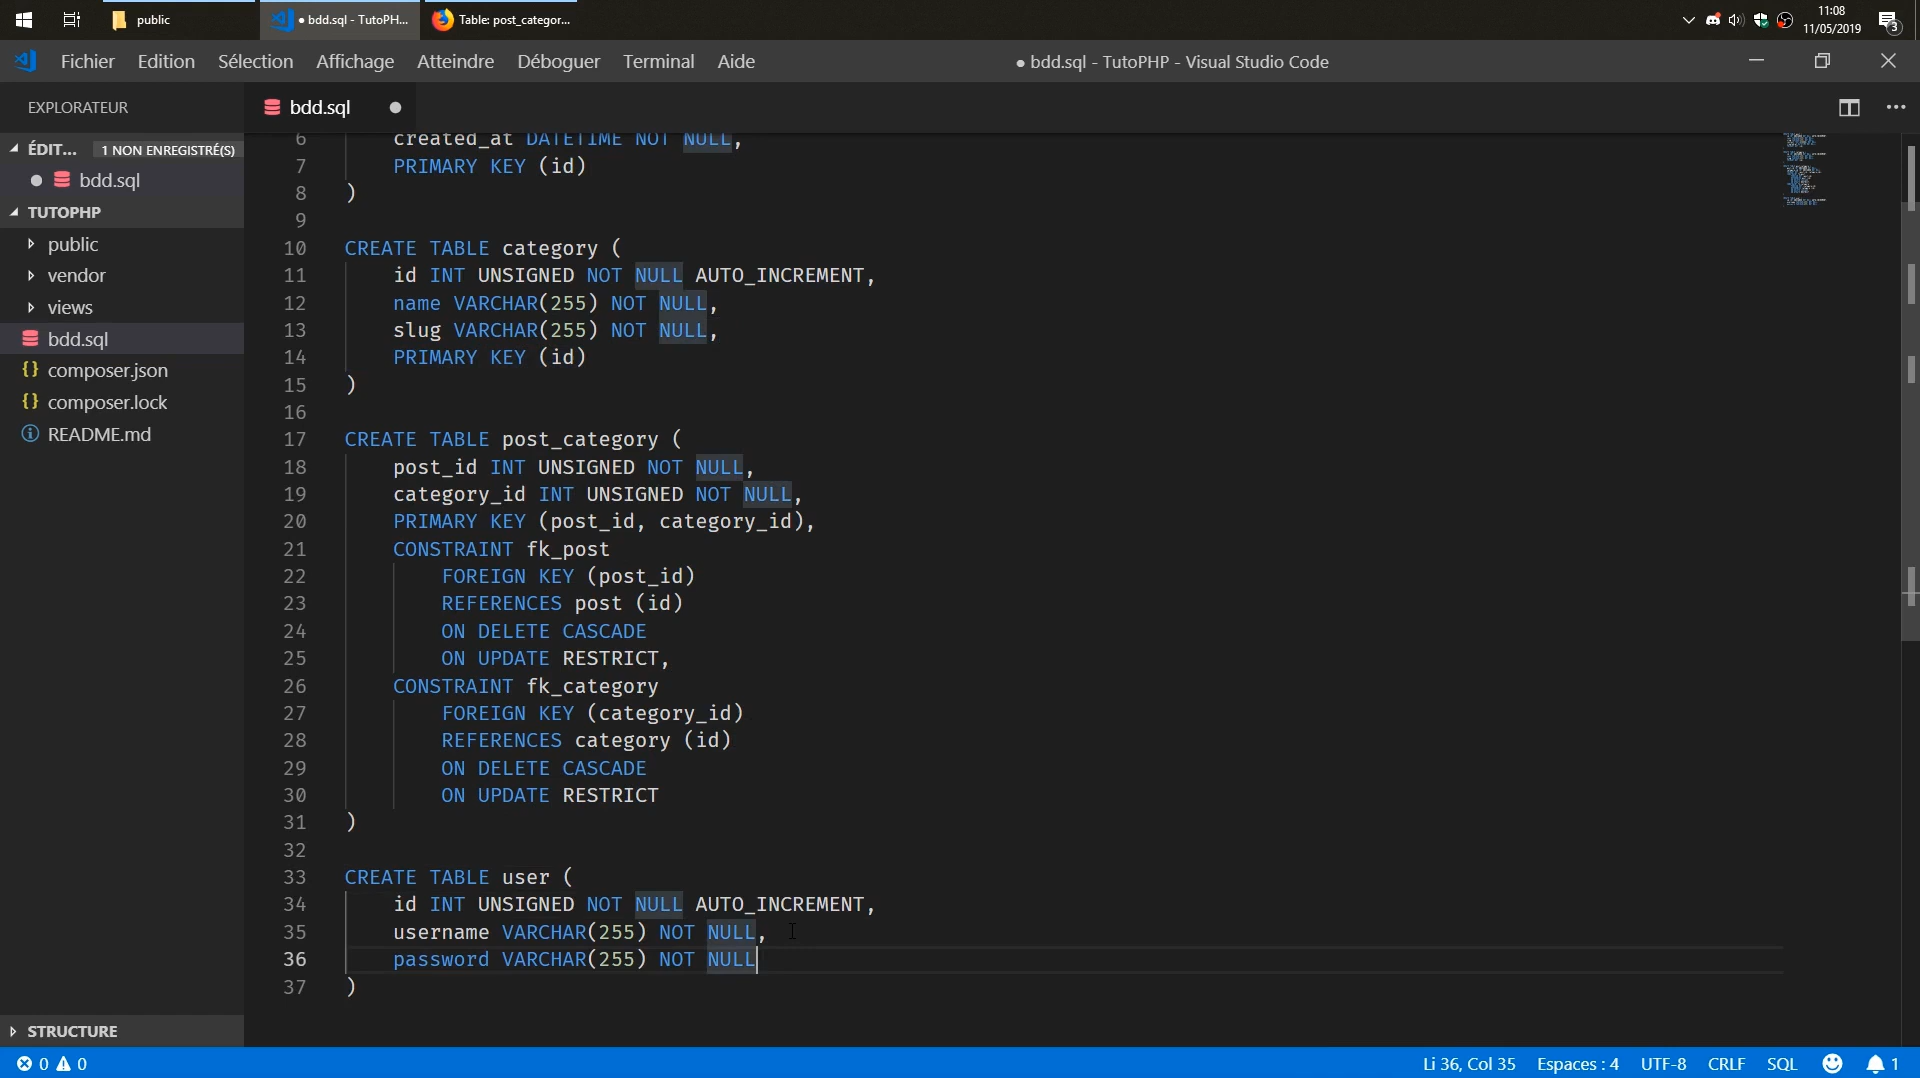 public
● bdd.sql - TutoPH...
Table: post_categor...
11:08
11/05/2019
3
Fichier Edition Sélection Affichage Atteindre Déboguer Terminal Aide
● bdd.sql - TutoPHP - Visual Studio Code
EXPLORATEUR
bdd.sql
ÉDIT... 1 NON ENREGISTRÉ(S)
bdd.sql
TUTOPHP
public
vendor
views
bdd.sql
{} composer.json
{} composer.lock
README.md
STRUCTURE
6 created_at DATETIME NOT NULL,
7 PRIMARY KEY (id)
8 )
9
10 CREATE TABLE category (
11 id INT UNSIGNED NOT NULL AUTO_INCREMENT,
12 name VARCHAR(255) NOT NULL,
13 slug VARCHAR(255) NOT NULL,
14 PRIMARY KEY (id)
15 )
16
17 CREATE TABLE post_category (
18 post_id INT UNSIGNED NOT NULL,
19 category_id INT UNSIGNED NOT NULL,
20 PRIMARY KEY (post_id, category_id),
21 CONSTRAINT fk_post
22 FOREIGN KEY (post_id)
23 REFERENCES post (id)
24 ON DELETE CASCADE
25 ON UPDATE RESTRICT,
26 CONSTRAINT fk_category
27 FOREIGN KEY (category_id)
28 REFERENCES category (id)
29 ON DELETE CASCADE
30 ON UPDATE RESTRICT
31 )
32
33 CREATE TABLE user (
34 id INT UNSIGNED NOT NULL AUTO_INCREMENT,
35 username VARCHAR(255) NOT NULL,
36 password VARCHAR(255) NOT NULL
37 )
0 0
Li 36, Col 35 Espaces : 4 UTF-8 CRLF SQL 1